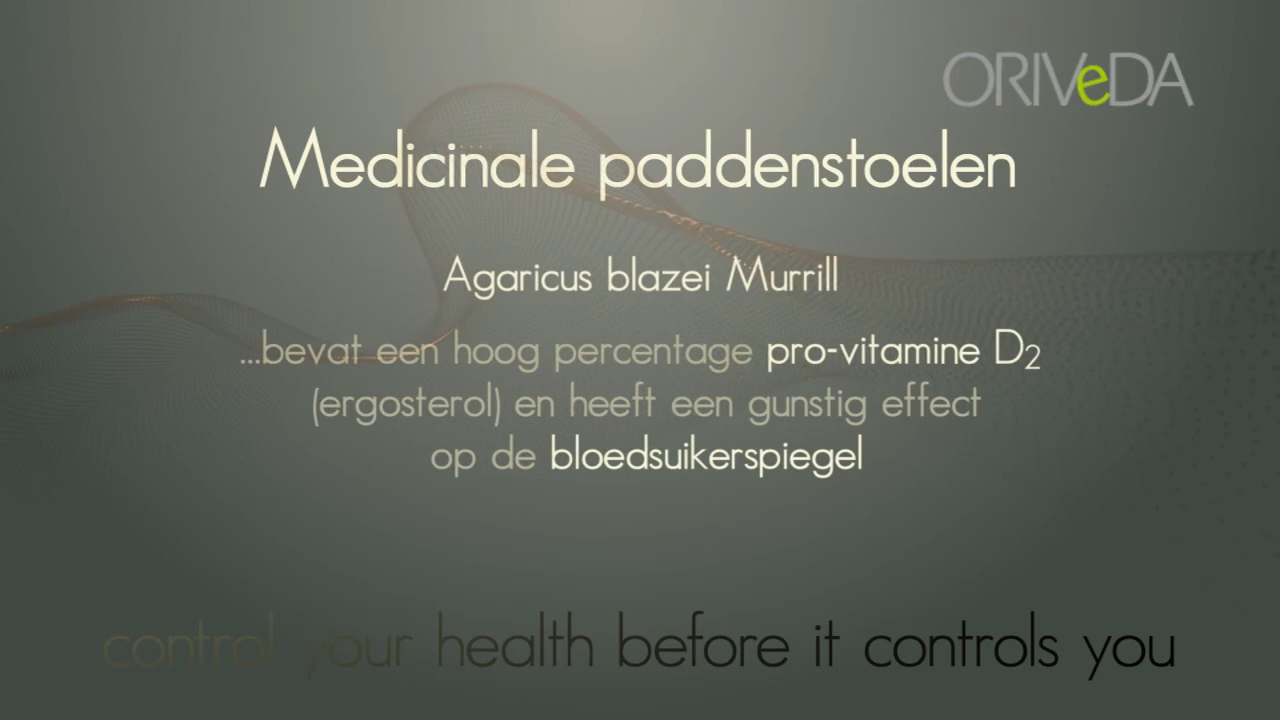 ORIVeDA
Medicinale paddenstoelen
Agaricus blazei Murrill
...bevat een hoog percentage pro-vitamine D₂
(ergosterol) en heeft een gunstig effect
op de bloedsuikerspiegel
control your health before it controls you